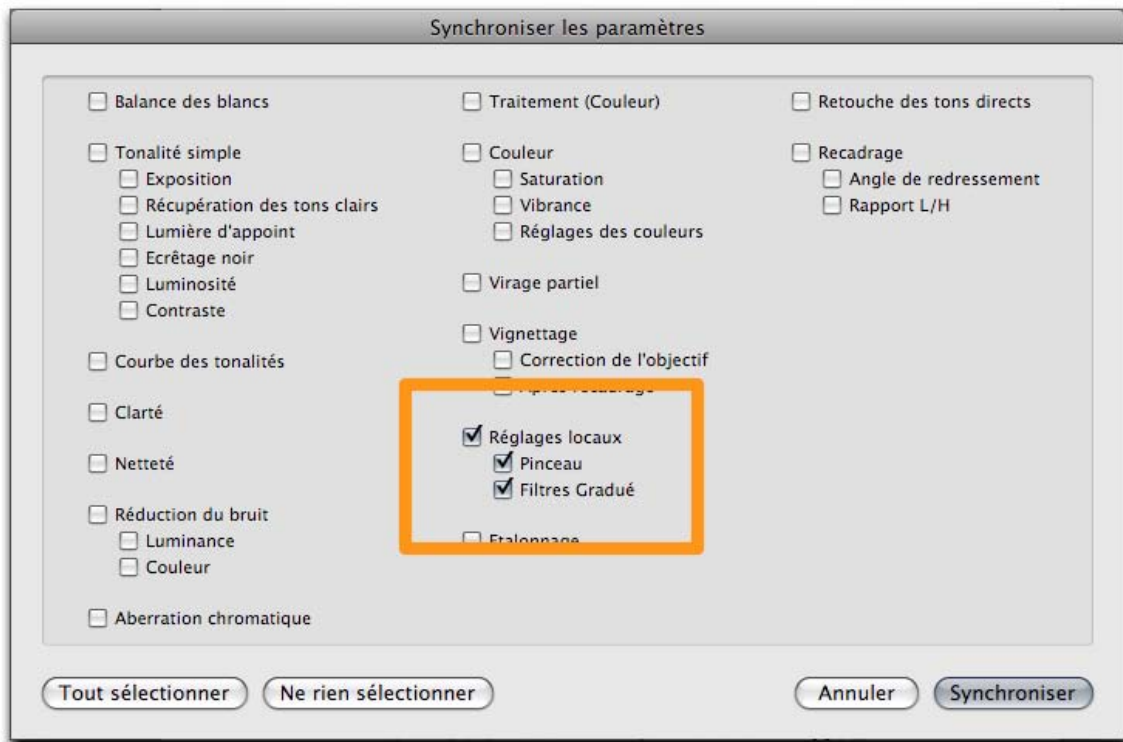 Synchroniser les paramètres
Balance des blancs
Tonalité simple
Exposition
Récupération des tons clairs
Lumière d'appoint
Ecrêtage noir
Luminosité
Contraste
Courbe des tonalités
Clarté
Netteté
Réduction du bruit
Luminance
Couleur
Aberration chromatique
Traitement (Couleur)
Couleur
Saturation
Vibrance
Réglages des couleurs
Virage partiel
Vignettage
Correction de l'objectif
Après recadrage
Réglages locaux
Pinceau
Filtres Gradué
Etalonnage
Retouche des tons directs
Recadrage
Angle de redressement
Rapport L/H
Tout sélectionner
Ne rien sélectionner
Annuler
Synchroniser